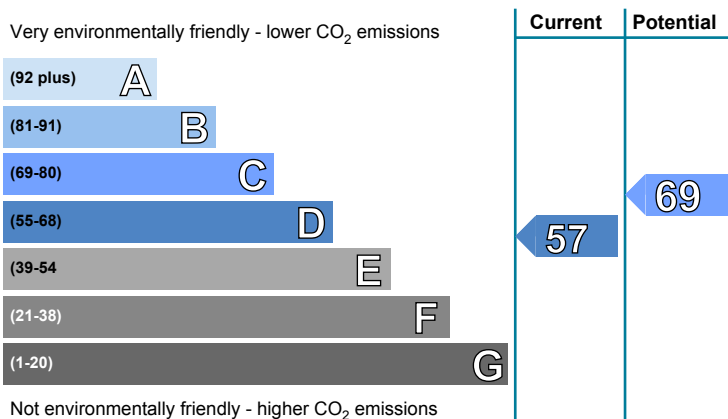 Current Potential
Very environmentally friendly - lower CO₂ emissions
(92 plus) A
(81-91) B
(69-80) C
69
(55-68) D
57
(39-54 E
(21-38) F
(1-20) G
Not environmentally friendly - higher CO₂ emissions